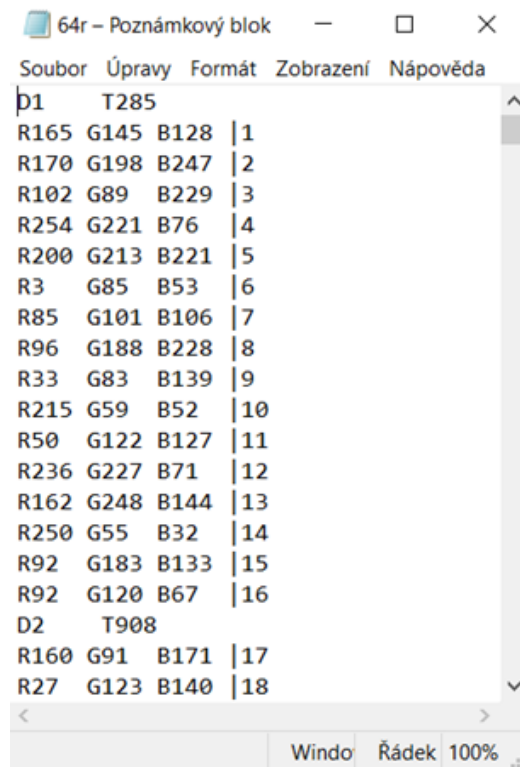 64r – Poznámkový blok
Soubor Úpravy Formát Zobrazení Nápověda
D1 T285
R165 G145 B128 |1
R170 G198 B247 |2
R102 G89 B229 |3
R254 G221 B76 |4
R200 G213 B221 |5
R3 G85 B53 |6
R85 G101 B106 |7
R96 G188 B228 |8
R33 G83 B139 |9
R215 G59 B52 |10
R50 G122 B127 |11
R236 G227 B71 |12
R162 G248 B144 |13
R250 G55 B32 |14
R92 G183 B133 |15
R92 G120 B67 |16
D2 T908
R160 G91 B171 |17
R27 G123 B140 |18
Windo Řádek 100%